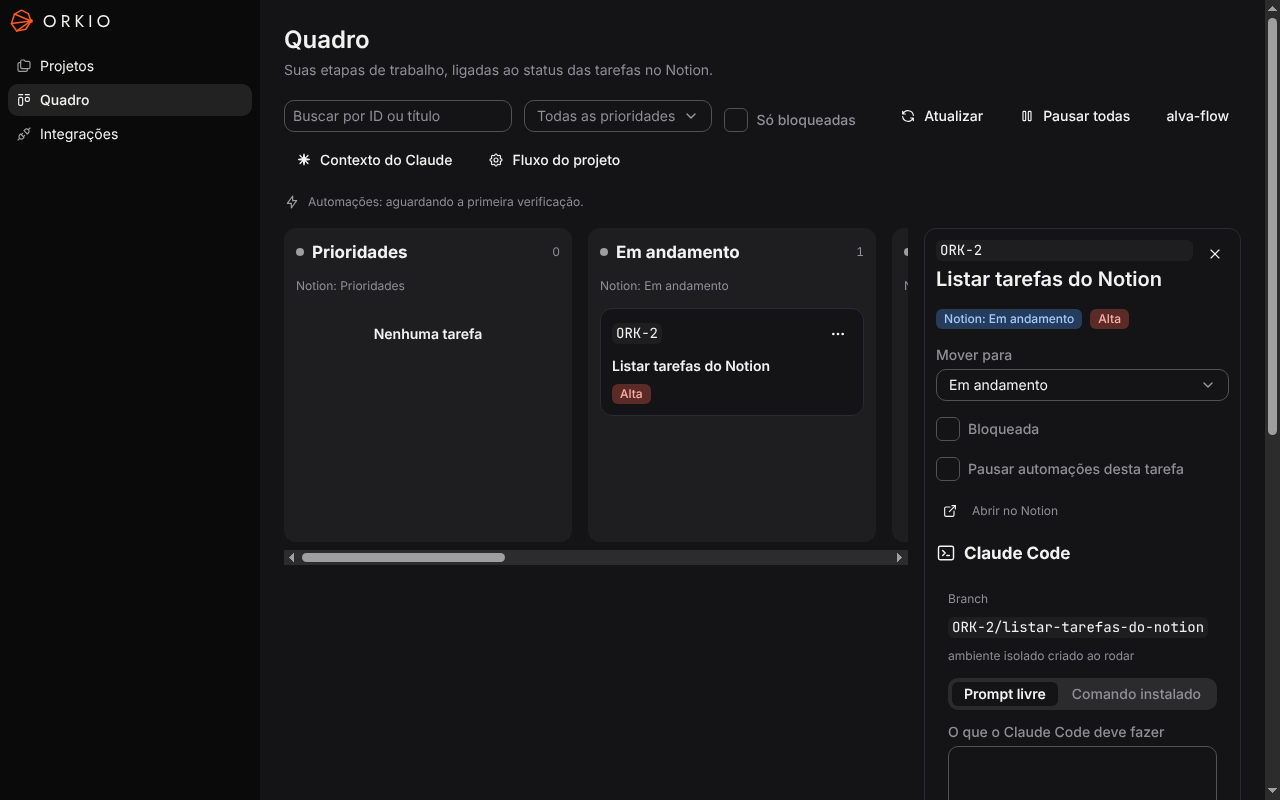 ORKIO
Projetos
Quadro
Integrações
Quadro
Suas etapas de trabalho, ligadas ao status das tarefas no Notion.
Buscar por ID ou título
Todas as prioridades
Só bloqueadas
Atualizar
Pausar todas
alva-flow
Contexto do Claude
Fluxo do projeto
Automações: aguardando a primeira verificação.
Prioridades 0
Notion: Prioridades
Nenhuma tarefa
Em andamento 1
Notion: Em andamento
ORK-2
Listar tarefas do Notion
Alta
ORK-2
Listar tarefas do Notion
Notion: Em andamento Alta
Mover para
Em andamento
Bloqueada
Pausar automações desta tarefa
Abrir no Notion
Claude Code
Branch
ORK-2/listar-tarefas-do-notion
ambiente isolado criado ao rodar
Prompt livre Comando instalado
O que o Claude Code deve fazer